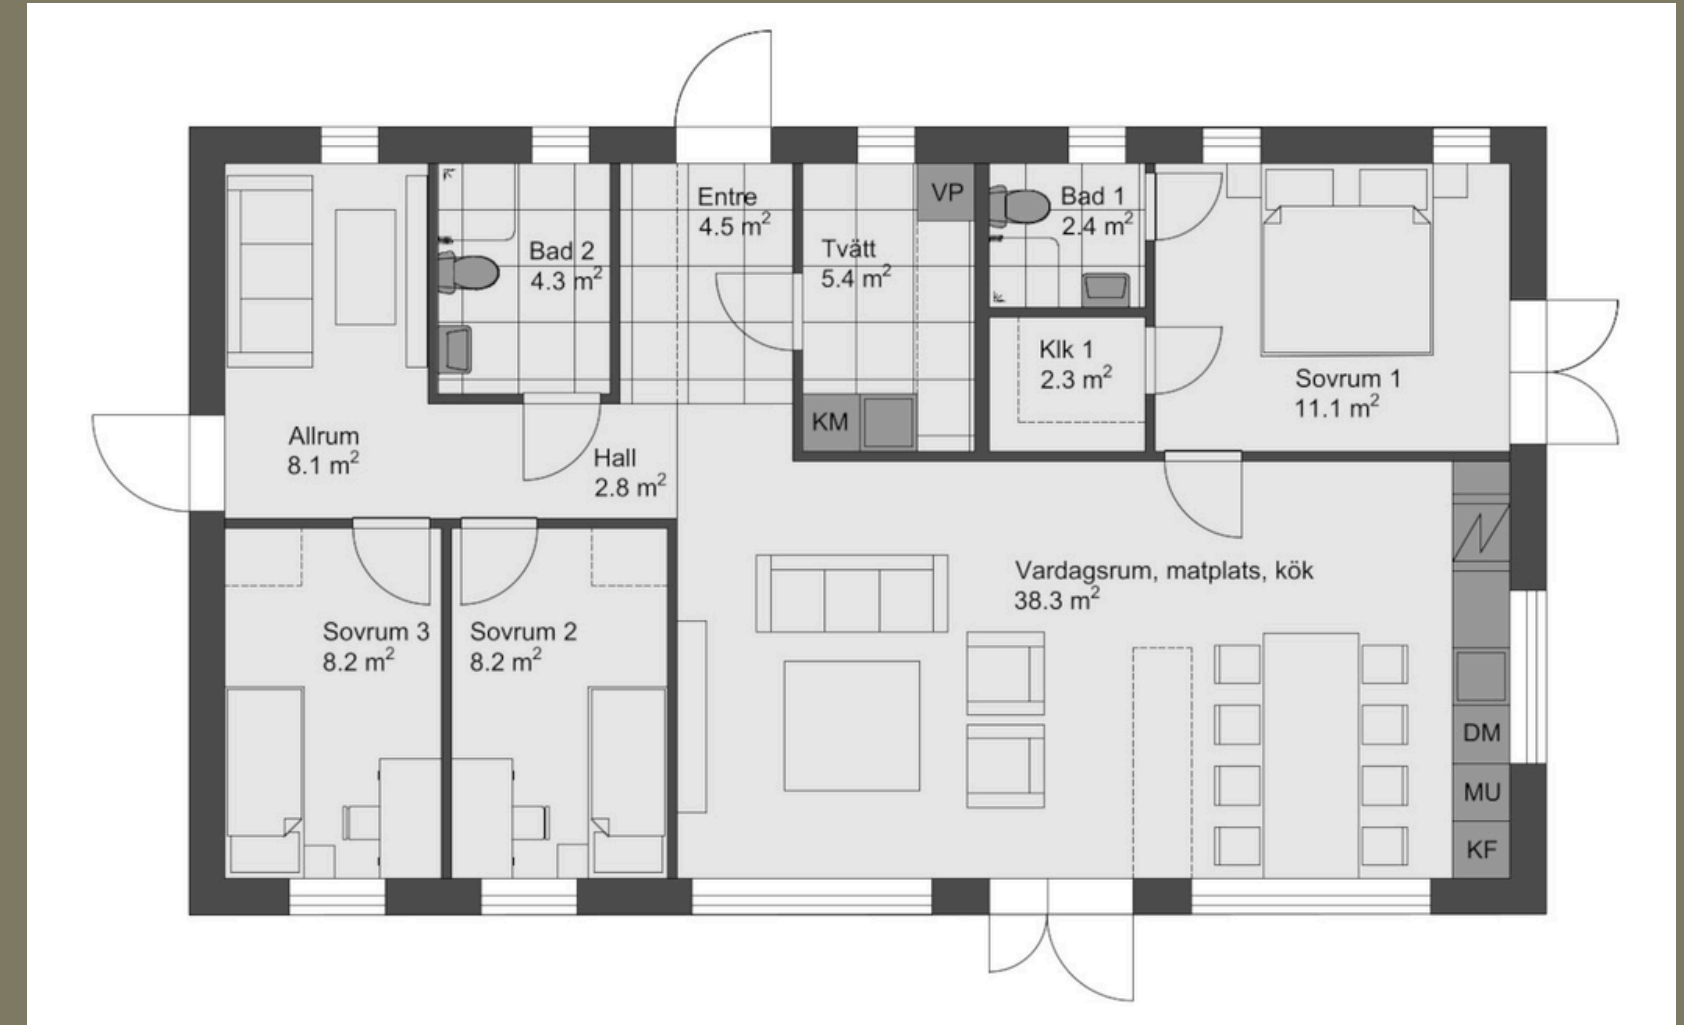 Entre
4.5 m²
VP
Bad 1
2.4 m²
Bad 2
4.3 m²
Tvätt
5.4 m²
Klk 1
2.3 m²
Sovrum 1
11.1 m²
KM
Allrum
8.1 m²
Hall
2.8 m²
Vardagsrum, matplats, kök
38.3 m²
Sovrum 3
8.2 m²
Sovrum 2
8.2 m²
DM
MU
KF